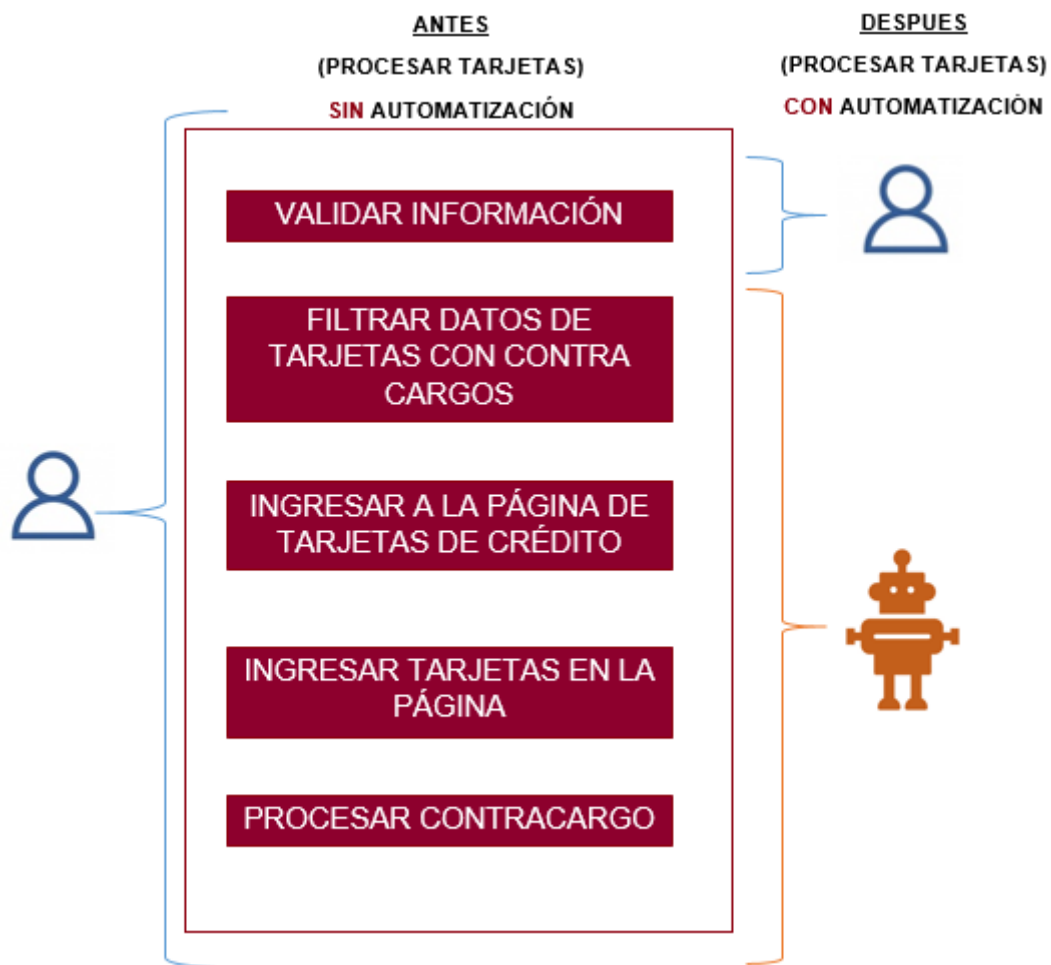 ANTES
(PROCESAR TARJETAS)
SIN AUTOMATIZACIÓN
DESPUES
(PROCESAR TARJETAS)
CON AUTOMATIZACIÓN
VALIDAR INFORMACIÓN
FILTRAR DATOS DE
TARJETAS CON CONTRA
CARGOS
INGRESAR A LA PÁGINA DE
TARJETAS DE CRÉDITO
INGRESAR TARJETAS EN LA
PÁGINA
PROCESAR CONTRACARGO